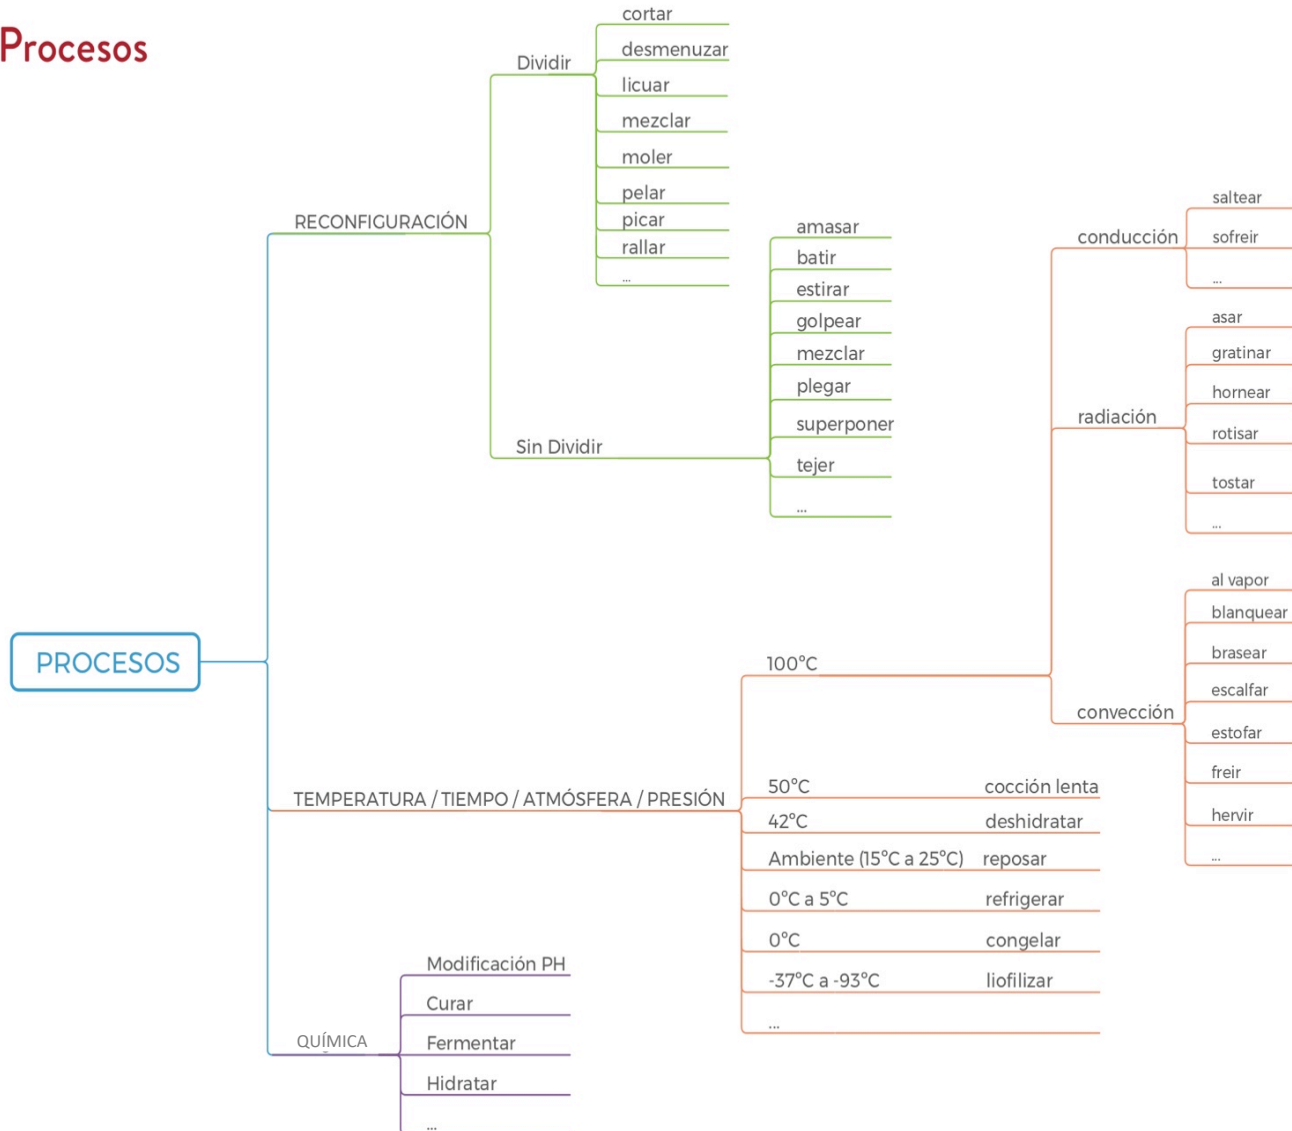 Procesos
PROCESOS
RECONFIGURACIÓN
Dividir
cortar
desmenuzar
licuar
mezclar
moler
pelar
picar
rallar
...
Sin Dividir
amasar
batir
estirar
golpear
mezclar
plegar
superponer
tejer
...
TEMPERATURA / TIEMPO / ATMÓSFERA / PRESIÓN
100°C
conducción
saltear
sofreir
...
radiación
asar
gratinar
hornear
rotisar
tostar
...
convección
al vapor
blanquear
brasear
escalfar
estofar
freir
hervir
...
50°C cocción lenta
42°C deshidratar
Ambiente (15°C a 25°C) reposar
0°C a 5°C refrigerar
0°C congelar
-37°C a -93°C liofilizar
...
QUÍMICA
Modificación PH
Curar
Fermentar
Hidratar
...